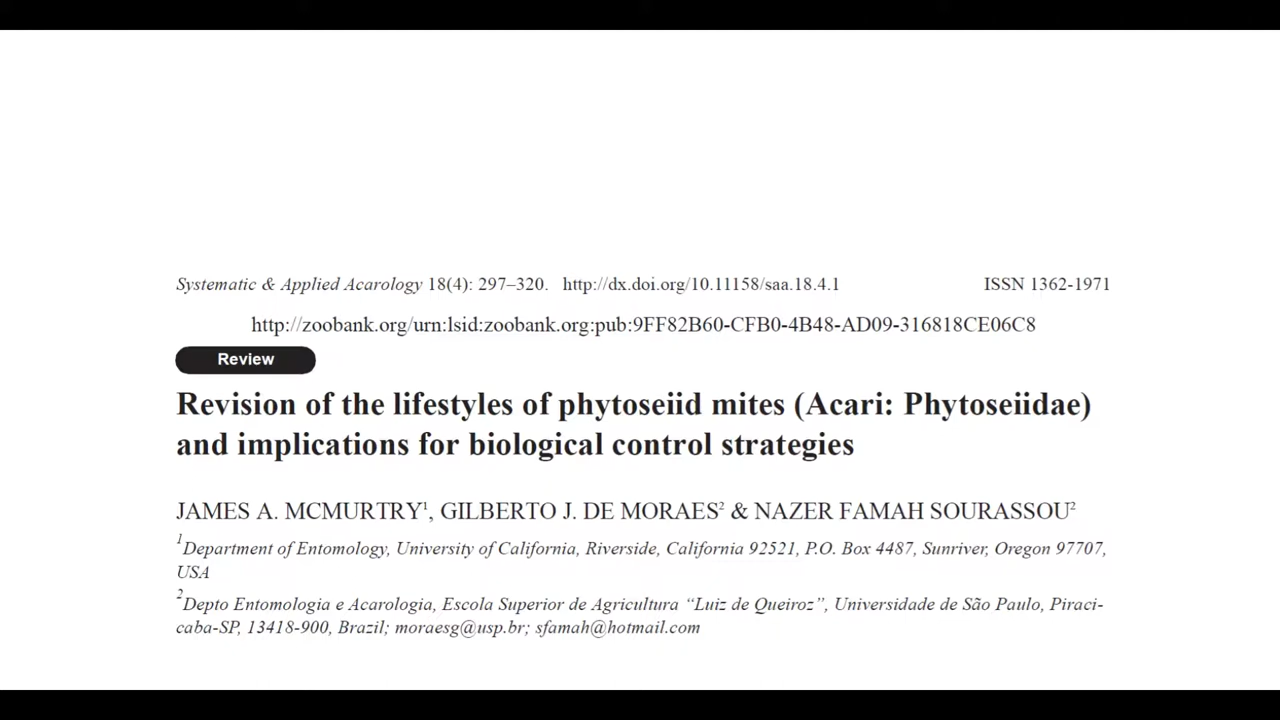 Systematic & Applied Acarology 18(4): 297–320. http://dx.doi.org/10.11158/saa.18.4.1 ISSN 1362-1971
http://zoobank.org/urn:lsid:zoobank.org:pub:9FF82B60-CFB0-4B48-AD09-316818CE06C8
Review
Revision of the lifestyles of phytoseiid mites (Acari: Phytoseiidae)
and implications for biological control strategies
JAMES A. MCMURTRY1, GILBERTO J. DE MORAES2 & NAZER FAMAH SOURASSOU2
1Department of Entomology, University of California, Riverside, California 92521, P.O. Box 4487, Sunriver, Oregon 97707,
USA
2Depto Entomologia e Acarologia, Escola Superior de Agricultura “Luiz de Queiroz”, Universidade de São Paulo, Piraci-
caba-SP, 13418-900, Brazil; moraesg@usp.br; sfamah@hotmail.com